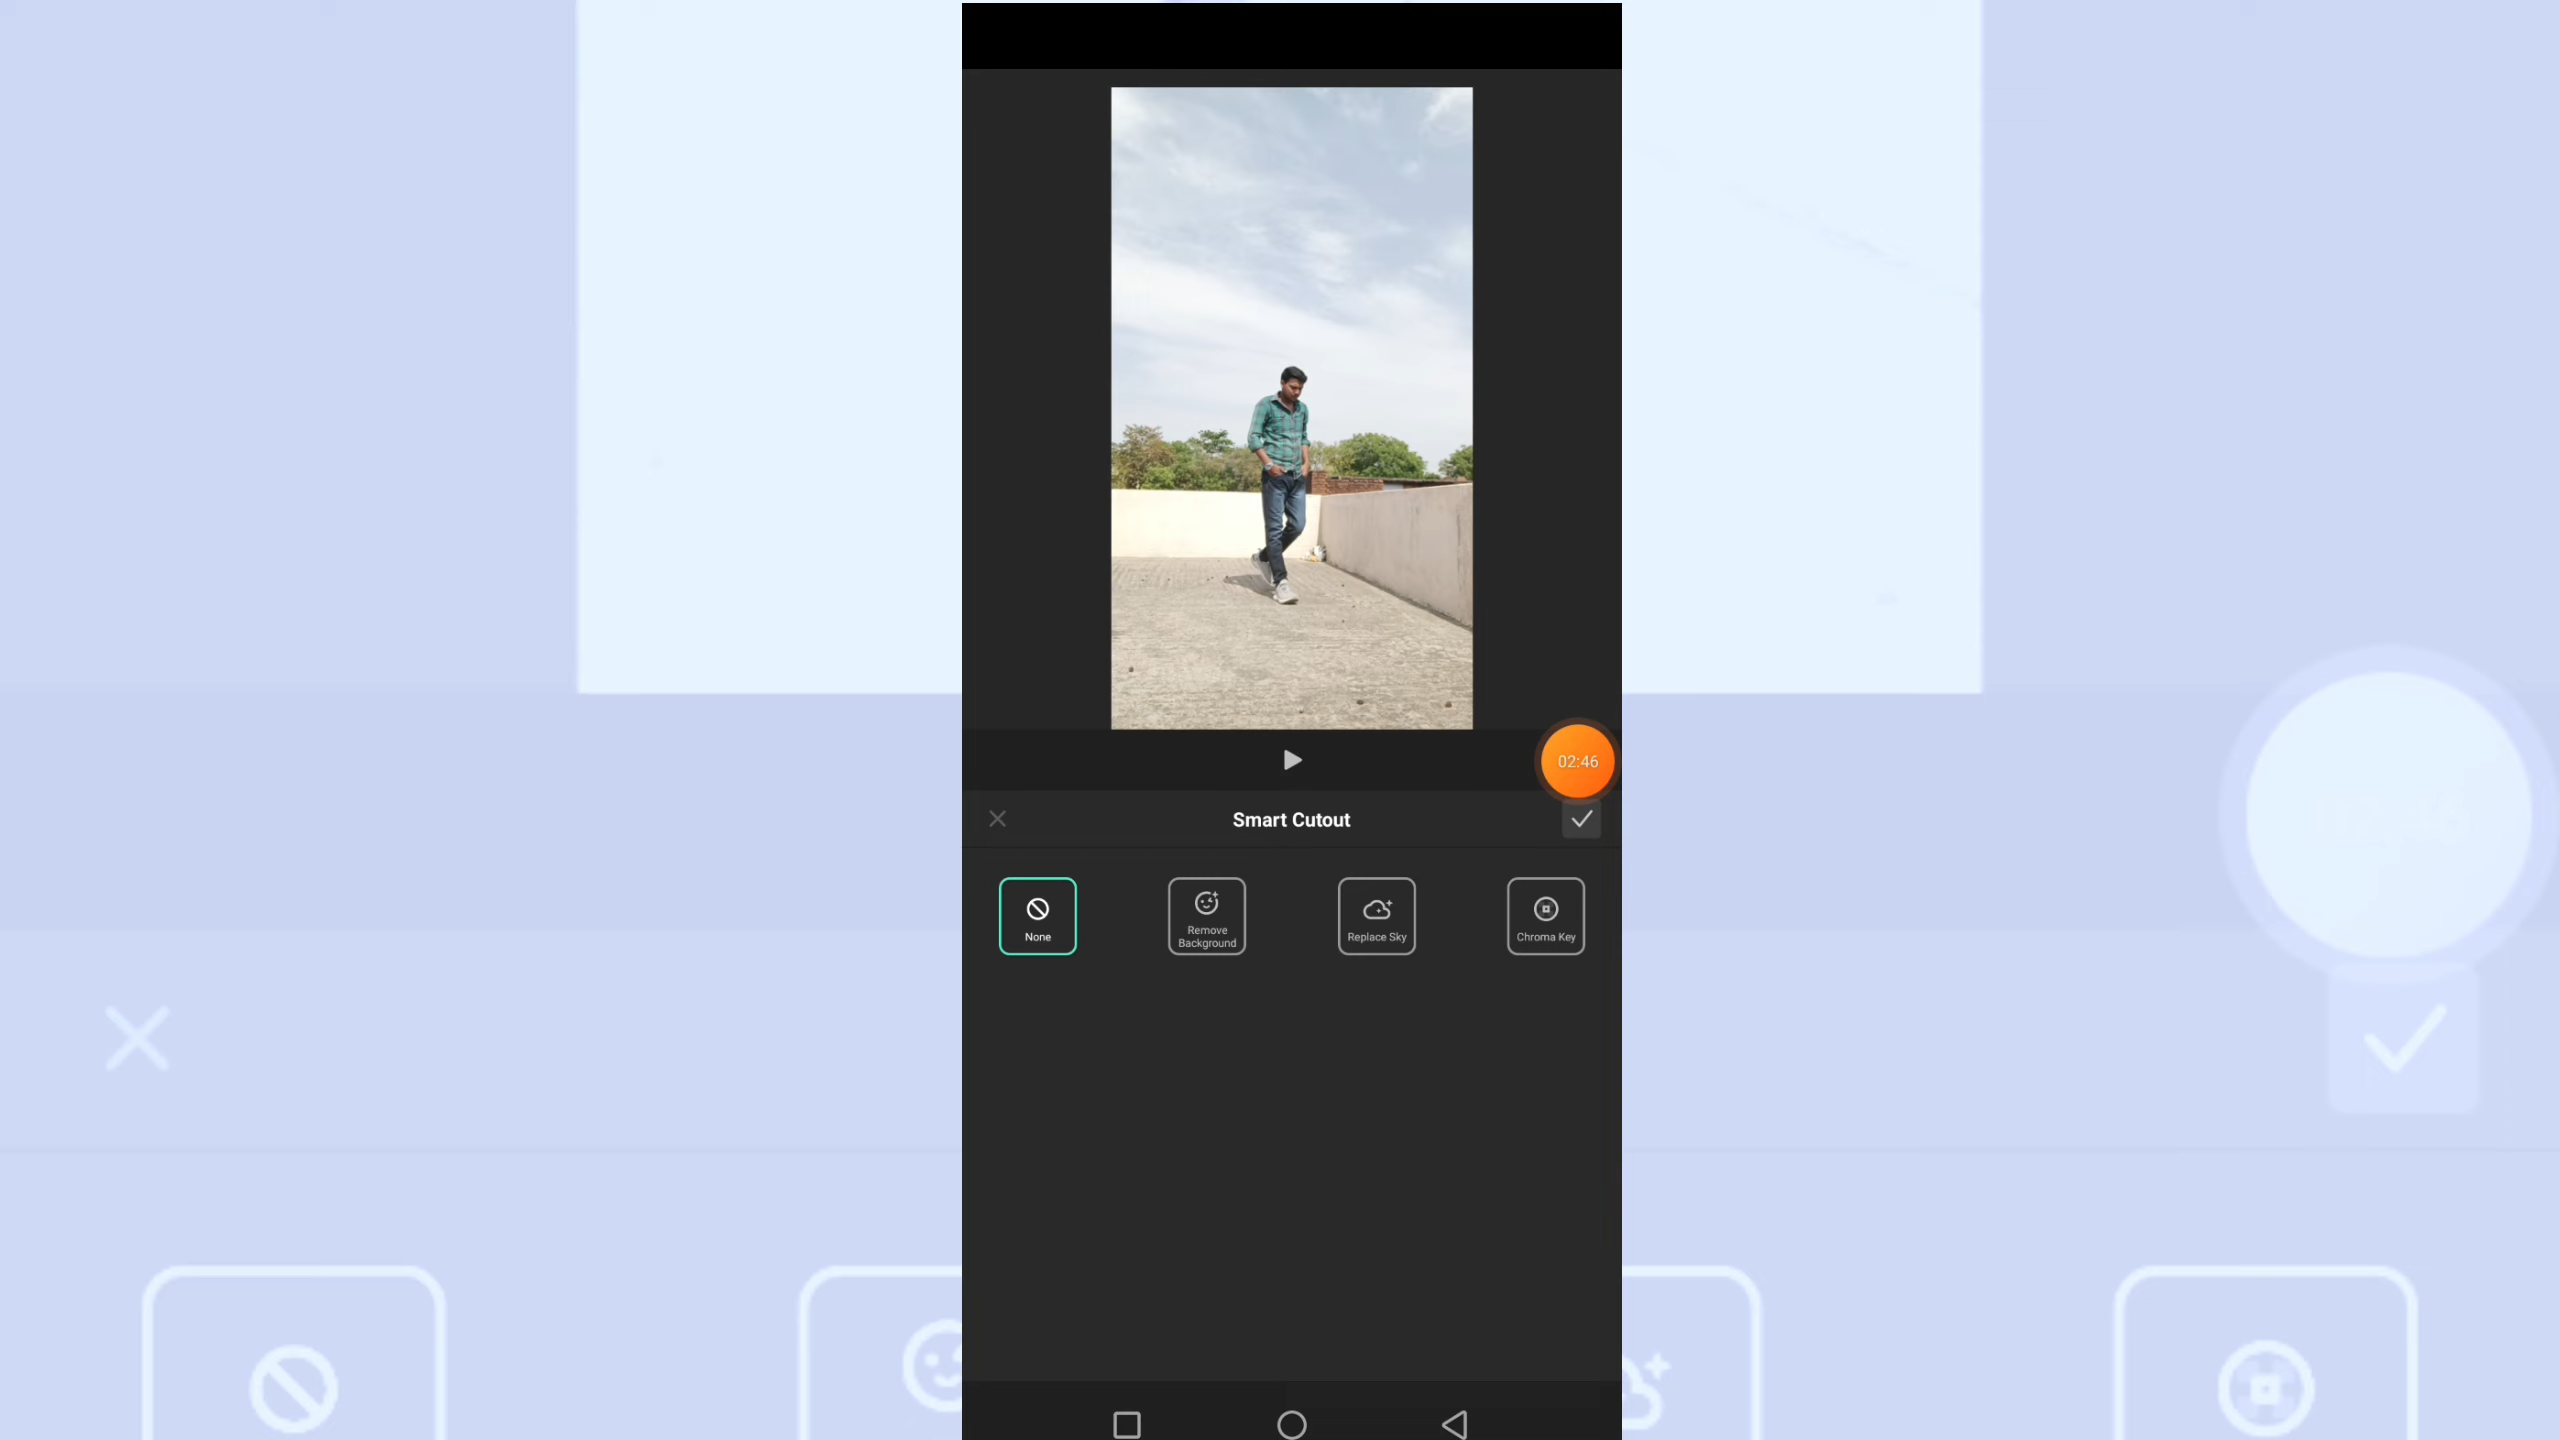 02:46
Smart Cutout
None
Remove
Background
Replace Sky
Chroma Key